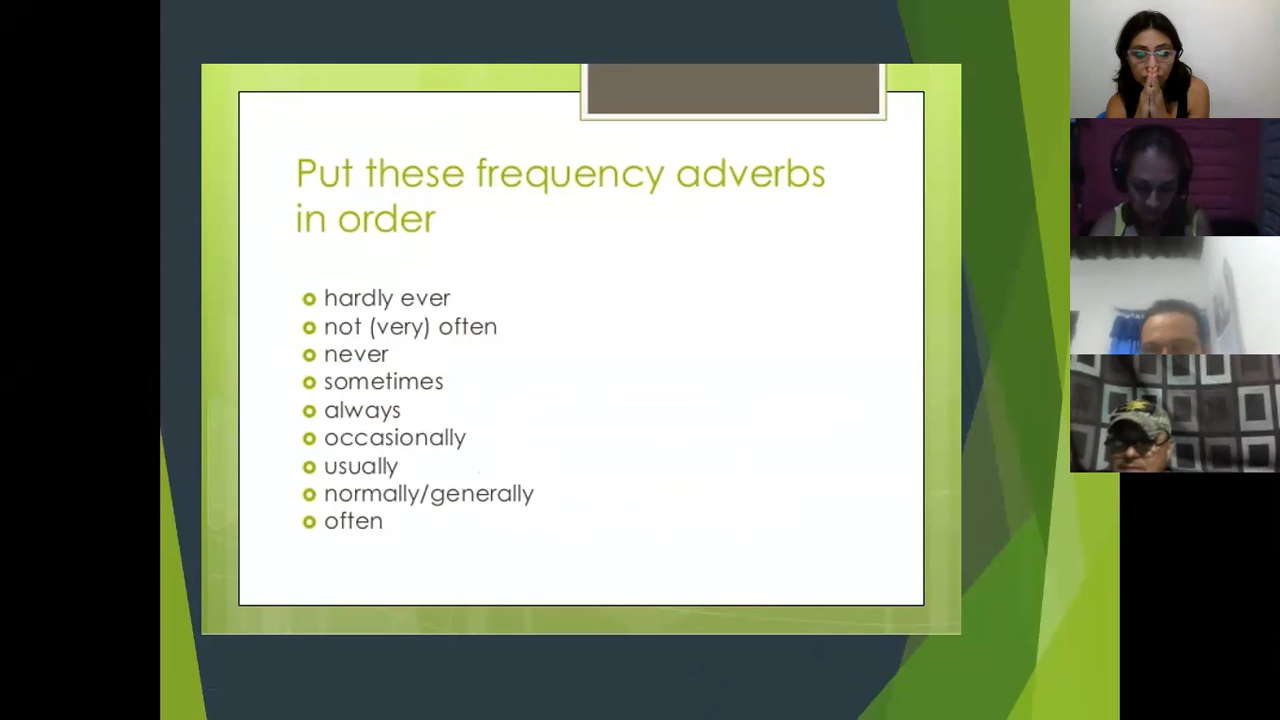 Put these frequency adverbs
in order
hardly ever
not (very) often
never
sometimes
always
occasionally
usually
normally/generally
often